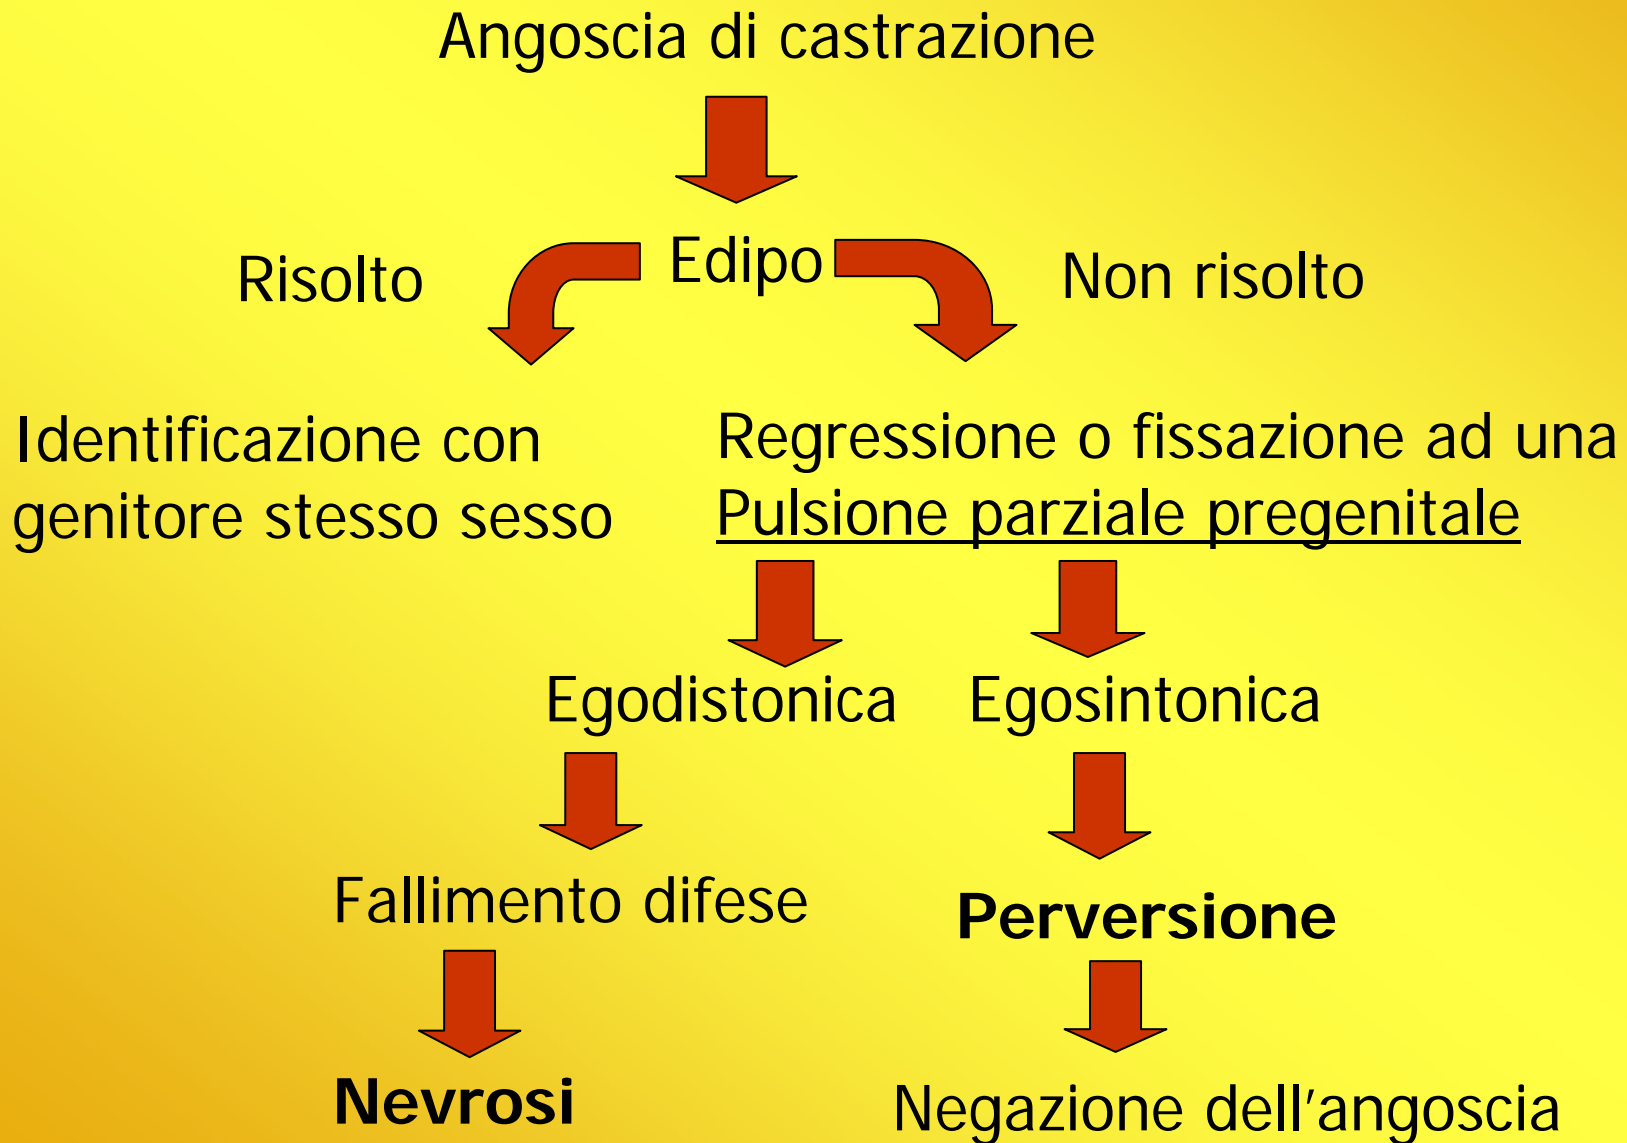 Angoscia di castrazione
Edipo
Risolto
Non risolto
Identificazione con
genitore stesso sesso
Regressione o fissazione ad una
Pulsione parziale pregenitale
Egodistonica
Egosintonica
Fallimento difese
Perversione
Nevrosi
Negazione dell'angoscia